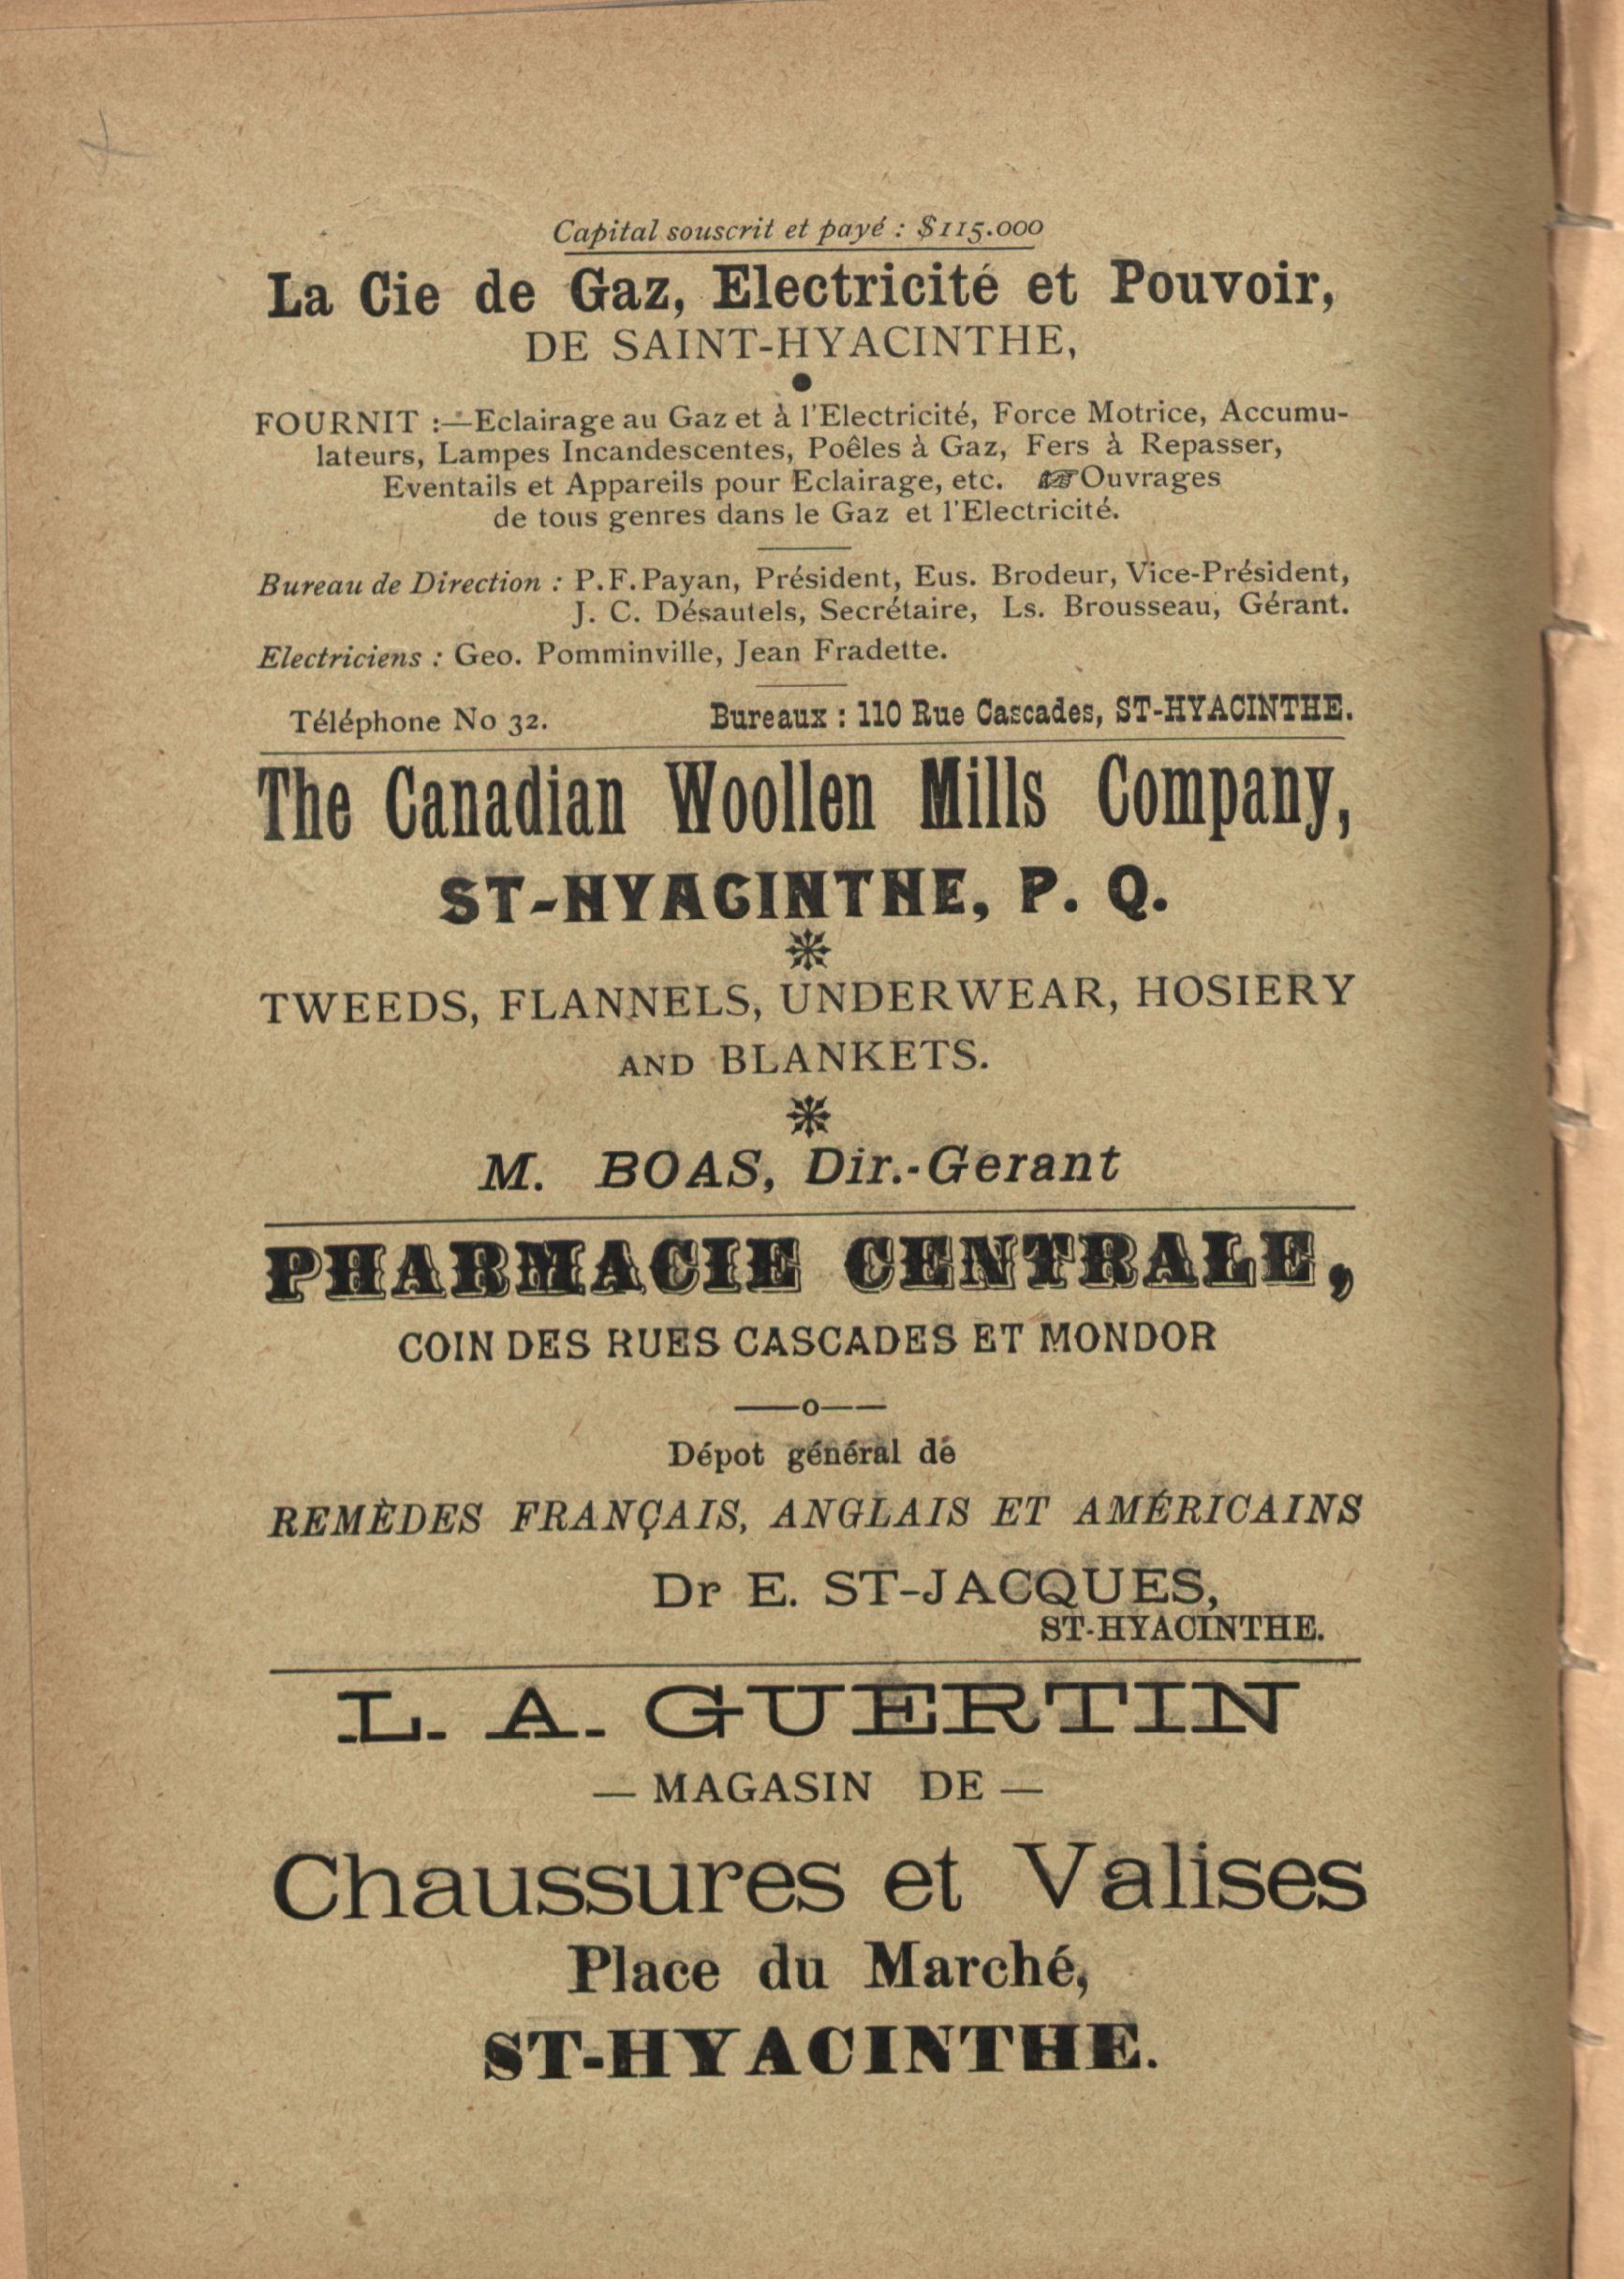 Capital souscrit et payé : $115.000
La Cie de Gaz, Electricité et Pouvoir,
DE SAINT-HYACINTHE,
FOURNIT :—Eclairage au Gaz et à l'Electricité, Force Motrice, Accumu-
lateurs, Lampes Incandescentes, Poêles à Gaz, Fers à Repasser,
Eventails et Appareils pour Eclairage, etc. ☞Ouvrages
de tous genres dans le Gaz et l'Electricité.
Bureau de Direction : P. F. Payan, Président, Eus. Brodeur, Vice-Président,
J. C. Désautels, Secrétaire, Ls. Brousseau, Gérant.
Electriciens : Geo. Pomminville, Jean Fradette.
Téléphone No 32. Bureaux : 110 Rue Cascades, ST-HYACINTHE.
The Canadian Woollen Mills Company,
ST-HYACINTHE, P. Q.
TWEEDS, FLANNELS, UNDERWEAR, HOSIERY
AND BLANKETS.
M. BOAS, Dir.-Gerant
PHARMACIE CENTRALE,
COIN DES RUES CASCADES ET MONDOR
——o——
Dépot général de
REMÈDES FRANÇAIS, ANGLAIS ET AMÉRICAINS
Dr E. ST-JACQUES,
ST-HYACINTHE.
L. A. GUERTIN
— MAGASIN DE —
Chaussures et Valises
Place du Marché,
ST-HYACINTHE.